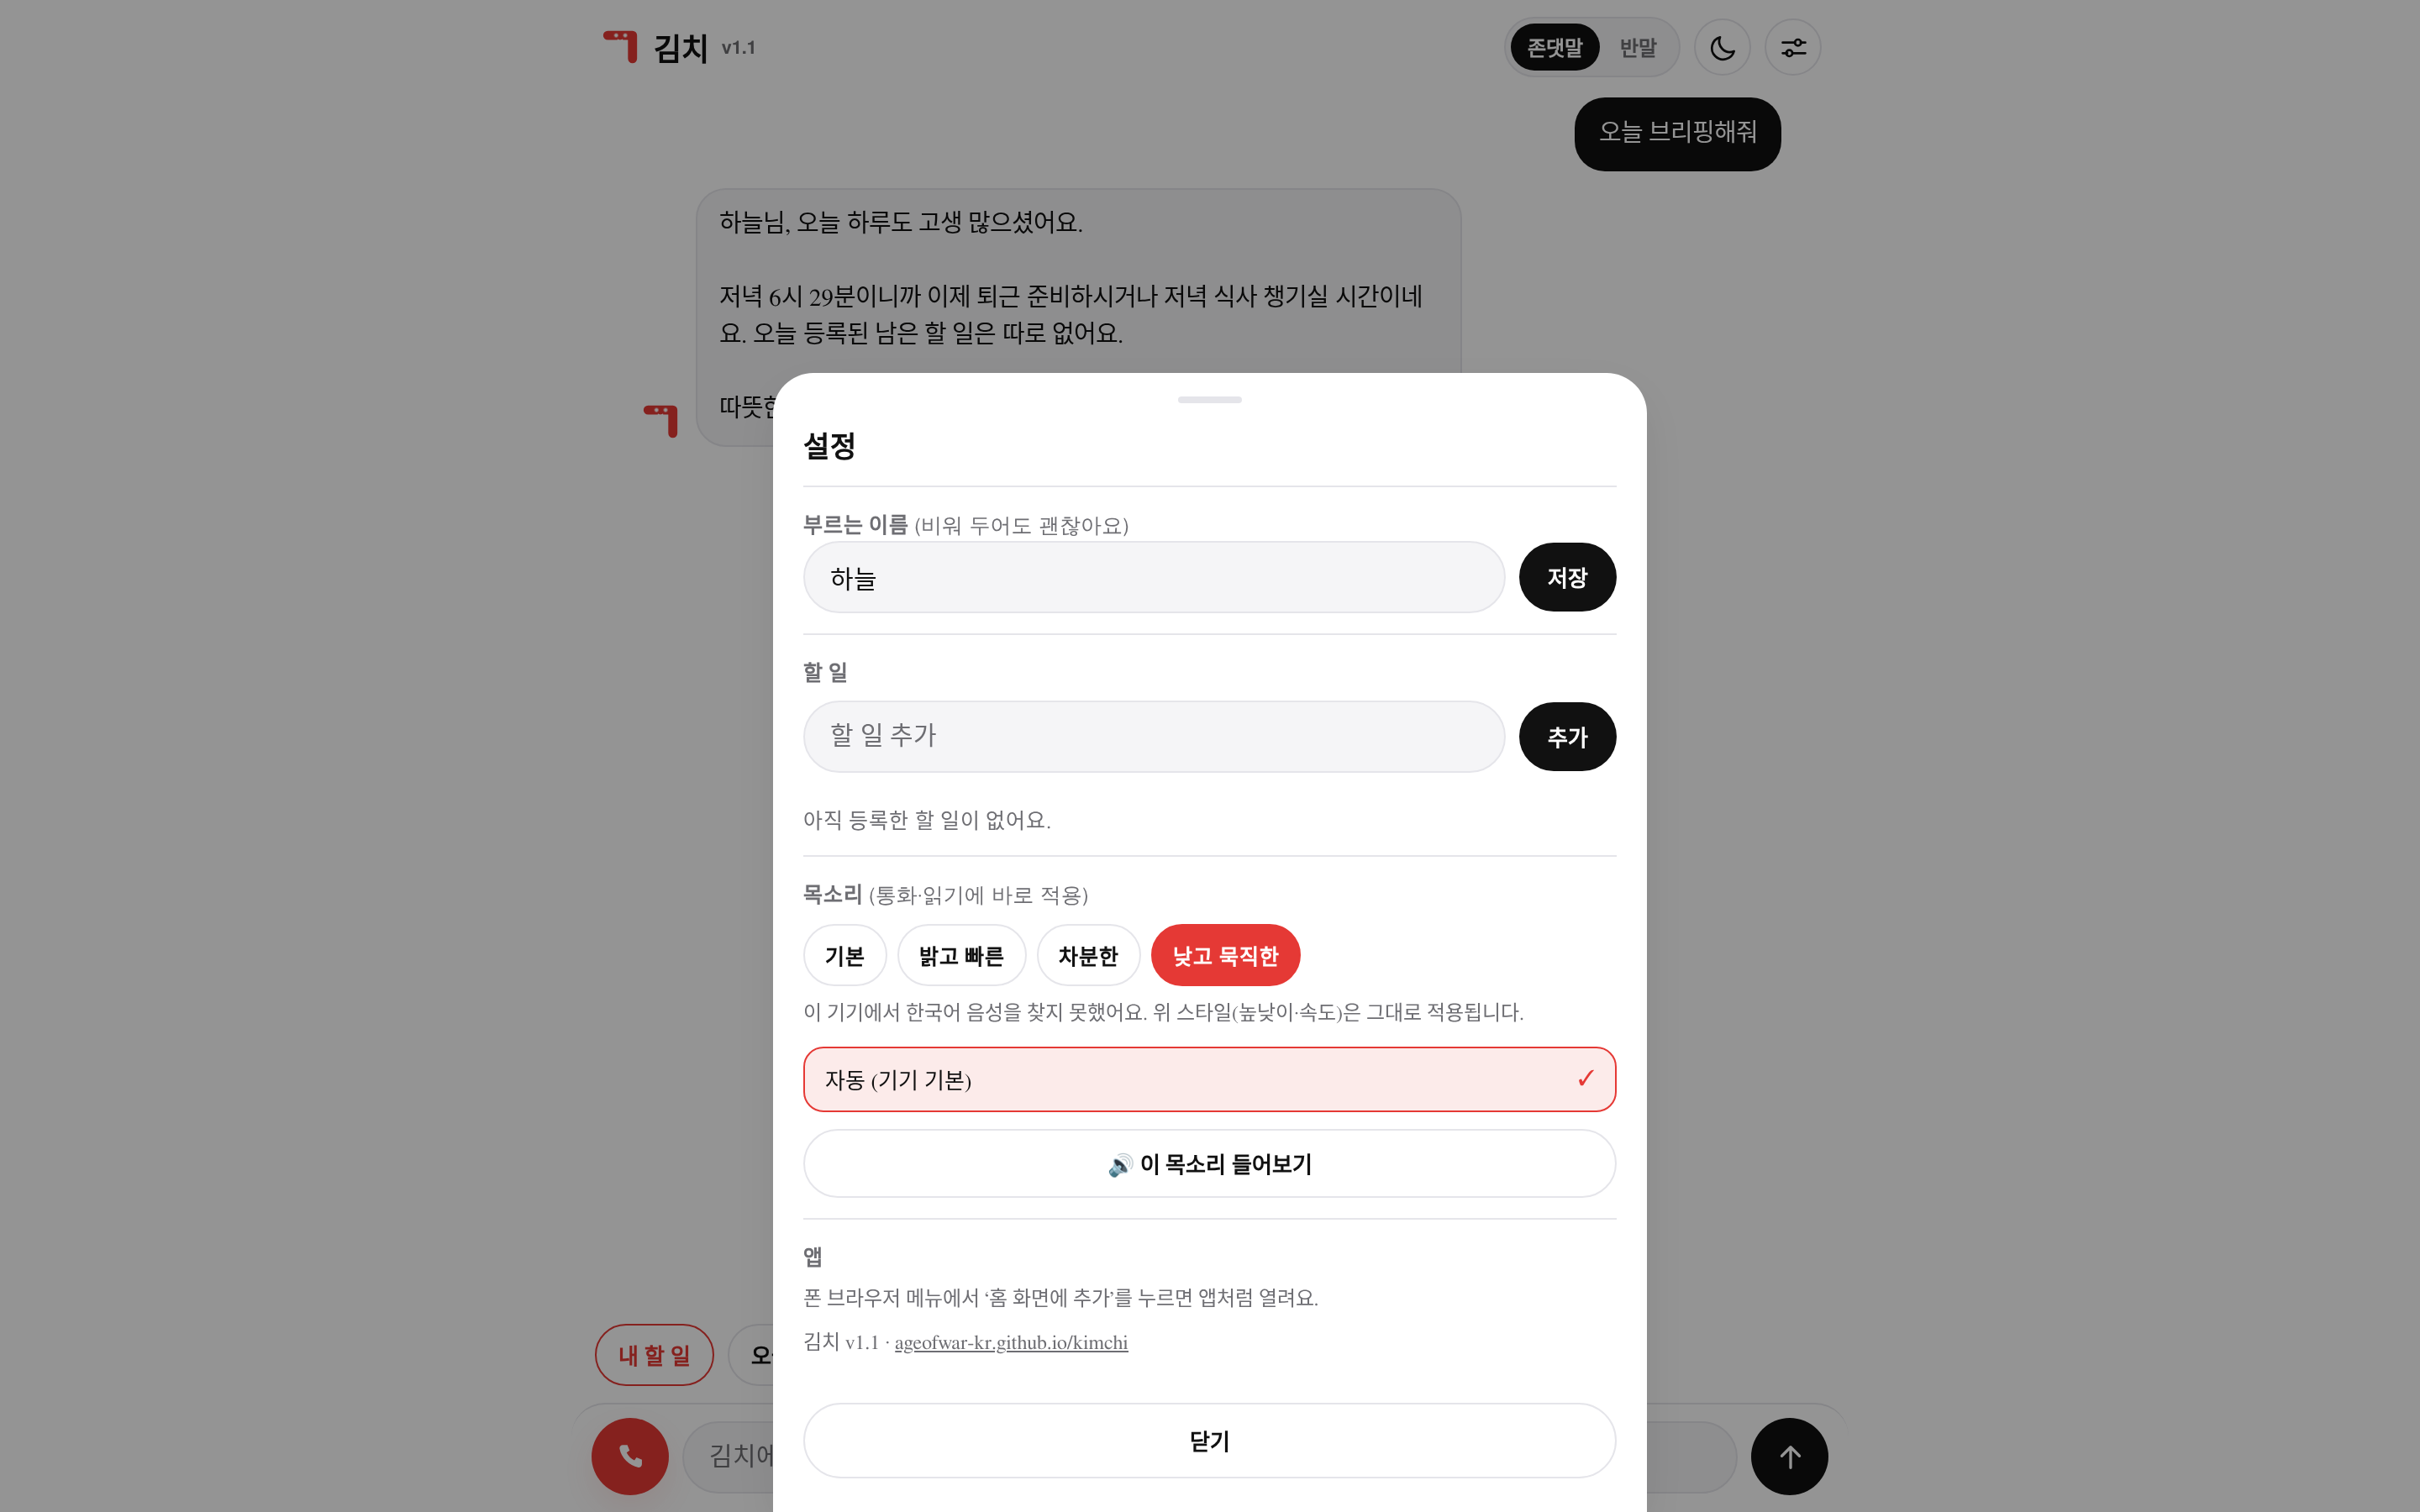 김치 v1.1
존댓말 반말
오늘 브리핑해줘
하늘님, 오늘 하루도 고생 많으셨어요.
저녁 6시 29분이니까 이제 퇴근 준비하시거나 저녁 식사 챙기실 시간이네
요. 오늘 등록된 남은 할 일은 따로 없어요.
설정
부르는 이름 (비워 두어도 괜찮아요)
하늘
저장
할 일
할 일 추가
추가
아직 등록한 할 일이 없어요.
목소리 (통화·읽기에 바로 적용)
기본 밝고 빠른 차분한 낮고 묵직한
이 기기에서 한국어 음성을 찾지 못했어요. 위 스타일(높낮이·속도)은 그대로 적용됩니다.
자동 (기기 기본)
이 목소리 들어보기
앱
폰 브라우저 메뉴에서 ‘홈 화면에 추가’를 누르면 앱처럼 열려요.
김치 v1.1 · ageofwar-kr.github.io/kimchi
닫기
내 할 일